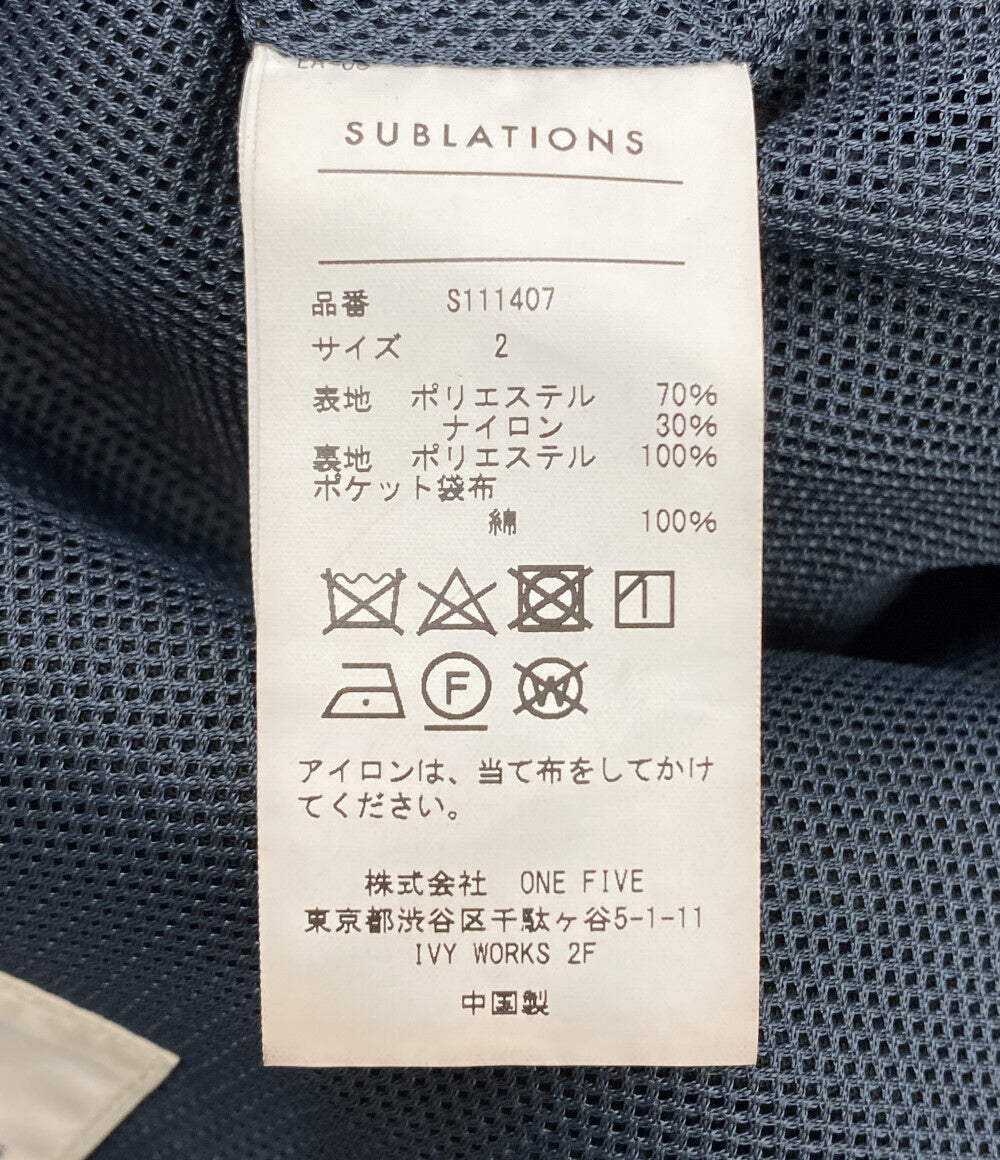 SUBLATIONS
品番 S111407
サイズ 2
表地 ポリエステル 70%
ナイロン 30%
裏地 ポリエステル 100%
ポケット袋布
綿 100%
F
W
アイロンは、当て布をしてかけ
てください。
株式会社 ONE FIVE
東京都渋谷区千駄ヶ谷5-1-11
IVY WORKS 2F
中国製